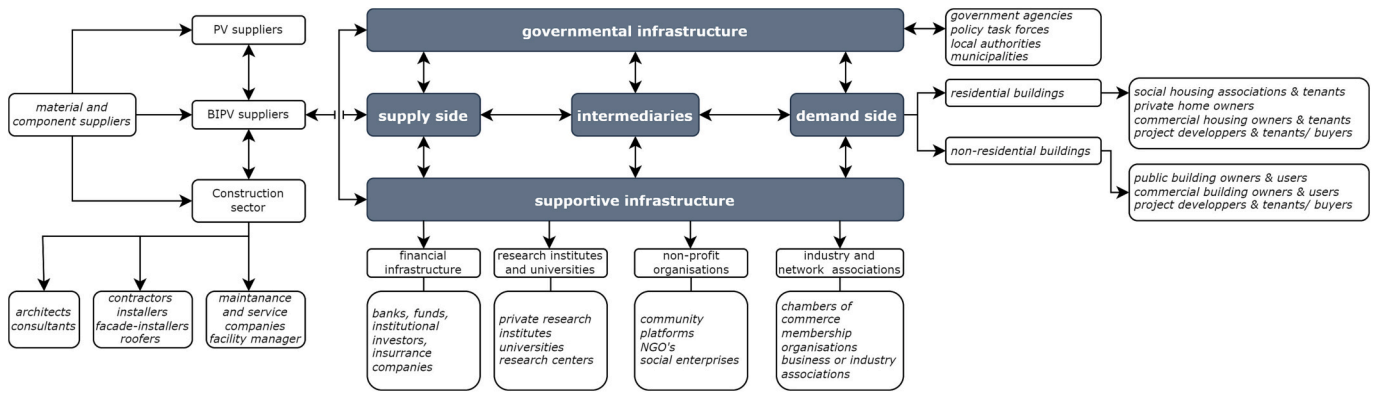 PV suppliers
material and
component suppliers
BIPV suppliers
Construction
sector
architects
consultants
contractors
installers
facade-installers
roofers
maintanance
and service
companies
facility manager
governmental infrastructure
government agencies
policy task forces
local authorities
municipalities
supply side
intermediaries
demand side
residential buildings
social housing associations & tenants
private home owners
commercial housing owners & tenants
project developpers & tenants/ buyers
non-residential buildings
public building owners & users
commercial building owners & users
project developpers & tenants/ buyers
supportive infrastructure
financial
infrastructure
banks, funds,
institutional
investors,
insurrance
companies
research institutes
and universities
private research
institutes
universities
research centers
non-profit
organisations
community
platforms
NGO's
social enterprises
industry and
network associations
chambers of
commerce
membership
organisations
business or industry
associations